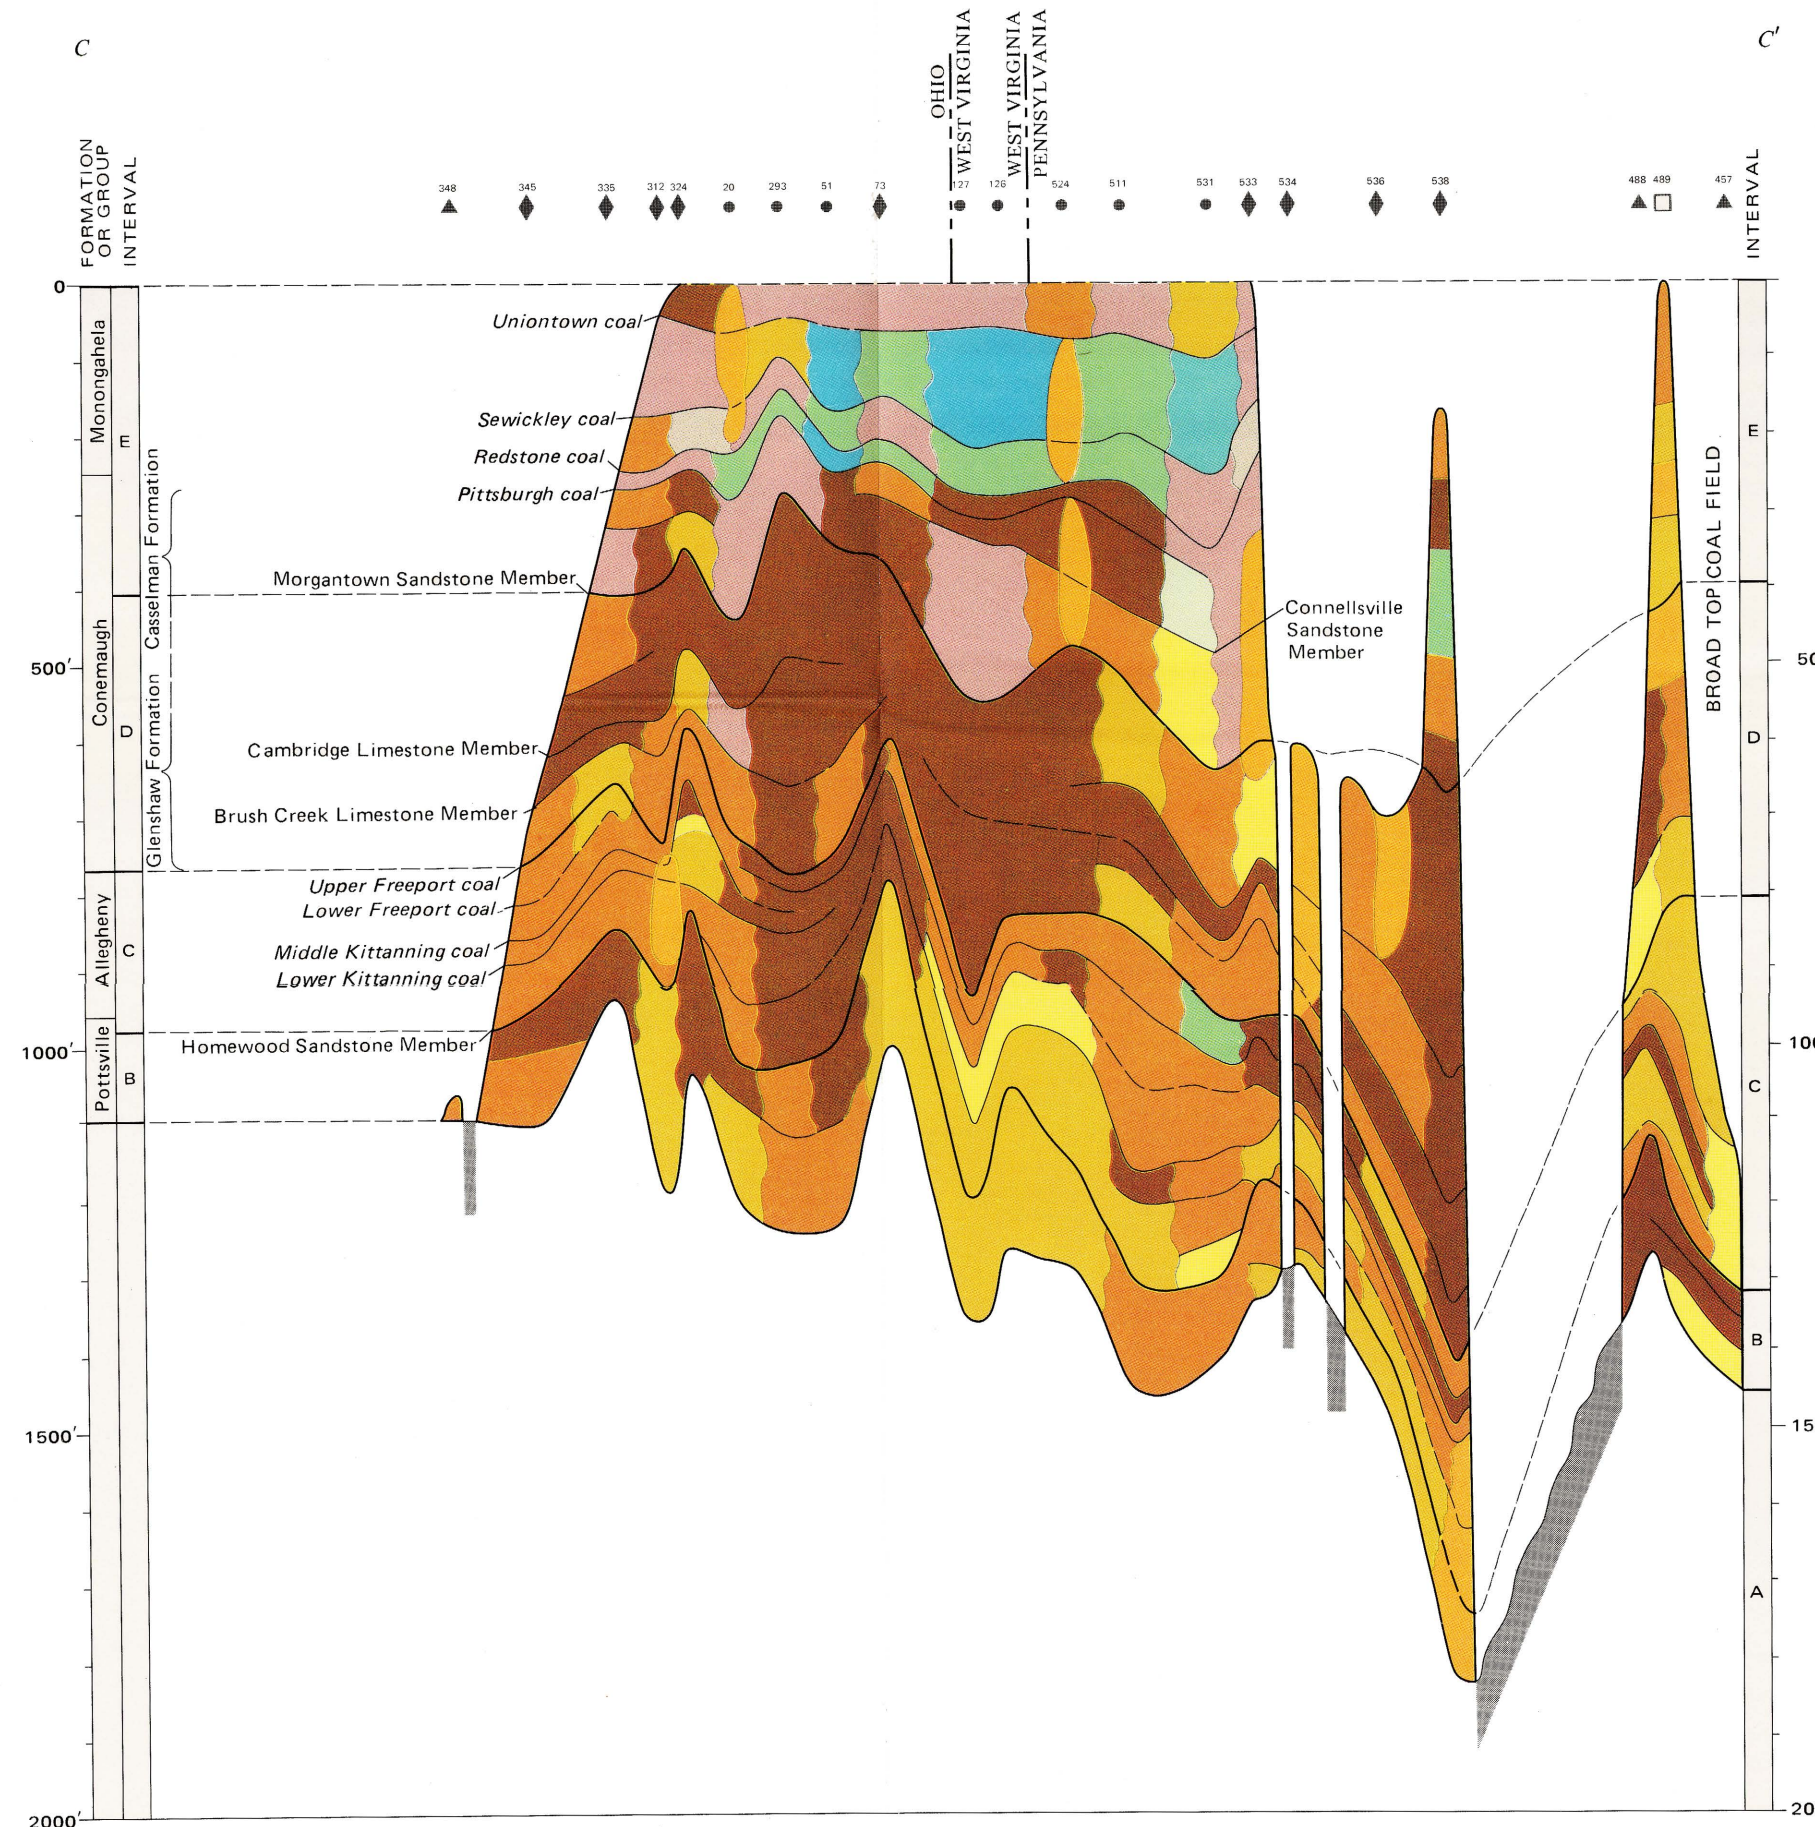 C
C'
OHIO
WEST VIRGINIA
WEST VIRGINIA
PENNSYLVANIA
FORMATION
OR GROUP
INTERVAL
348
345
335
312
324
20
293
51
73
127
126
524
511
531
533
534
536
538
488
489
457
INTERVAL
0
500'
1000'
1500'
2000'
Monongahela
Conemaugh
Allegheny
Pottsville
E
D
C
B
Casselman Formation
Glenshaw Formation
Uniontown coal
Sewickley coal
Redstone coal
Pittsburgh coal
Morgantown Sandstone Member
Cambridge Limestone Member
Brush Creek Limestone Member
Upper Freeport coal
Lower Freeport coal
Middle Kittanning coal
Lower Kittanning coal
Homewood Sandstone Member
Connellsville
Sandstone
Member
BROAD TOP COAL FIELD
E
D
C
B
A
50
100
15
20